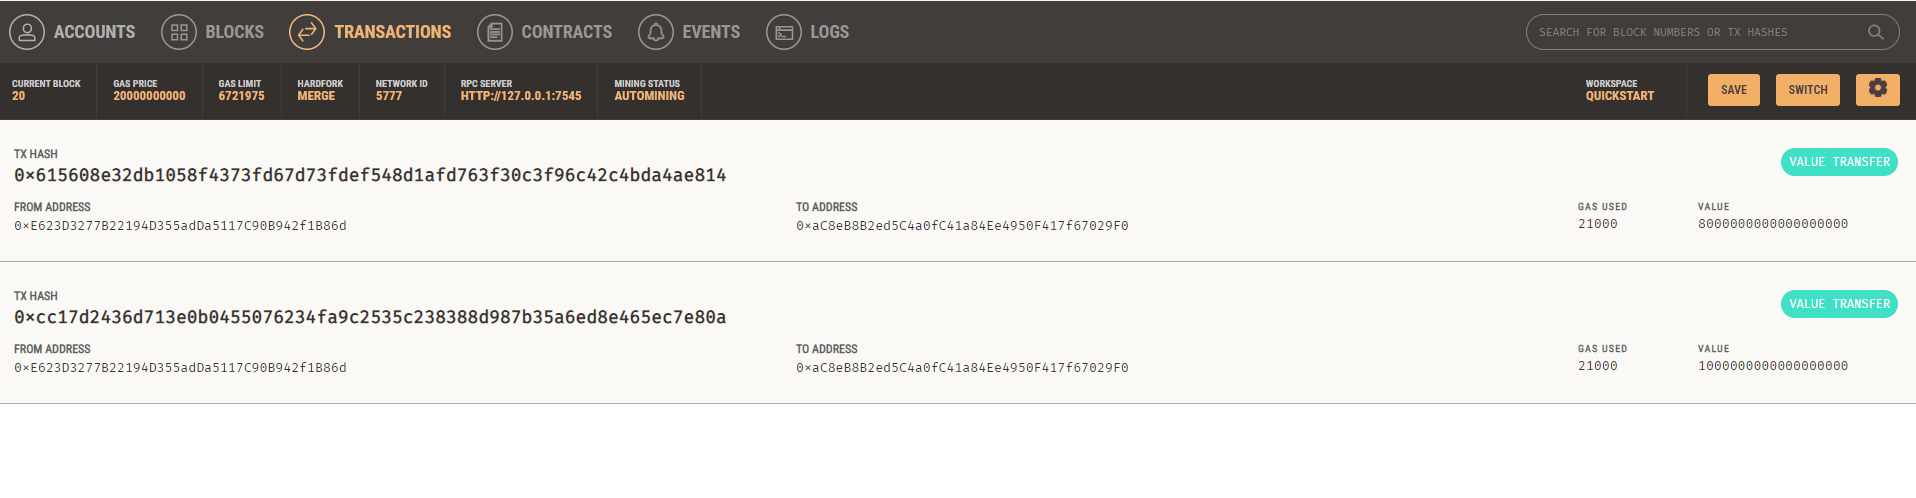 ACCOUNTS BLOCKS TRANSACTIONS CONTRACTS EVENTS LOGS SEARCH FOR BLOCK NUMBERS OR TX HASHES
CURRENT BLOCK GAS PRICE GAS LIMIT HARDFORK NETWORK ID RPC SERVER MINING STATUS WORKSPACE
20 20000000000 6721975 MERGE 5777 HTTP://127.0.0.1:7545 AUTOMINING QUICKSTART SAVE SWITCH
TX HASH
0×615608e32db1058f4373fd67d73fdef548d1afd763f30c3f96c42c4bda4ae814 VALUE TRANSFER
FROM ADDRESS TO ADDRESS GAS USED VALUE
0×E623D3277B22194D355adDa5117C90B942f1B86d 0×aC8eB8B2ed5C4a0fC41a84Ee4950F417f67029F0 21000 8000000000000000000
TX HASH
0×cc17d2436d713e0b0455076234fa9c2535c238388d987b35a6ed8e465ec7e80a VALUE TRANSFER
FROM ADDRESS TO ADDRESS GAS USED VALUE
0×E623D3277B22194D355adDa5117C90B942f1B86d 0×aC8eB8B2ed5C4a0fC41a84Ee4950F417f67029F0 21000 1000000000000000000